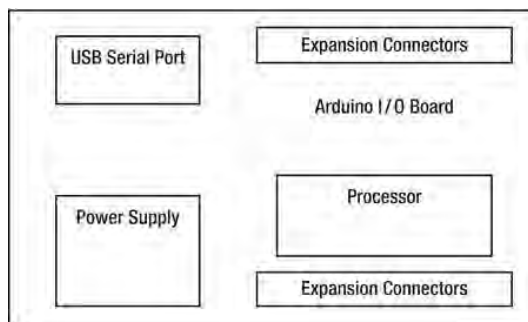 USB Serial Port
Expansion Connectors
Arduino I/O Board
Power Supply
Processor
Expansion Connectors